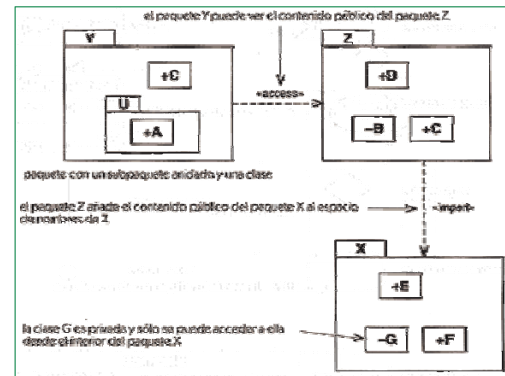 el paquete Y puede ver el contenido público del paquete Z
Y
Z
+C
+D
«access»
U
+A
-B
+C
paquete con un subpaquete anidado y una clase
el paquete Z añade el contenido público del paquete X al espacio
de nombres de Z
«import»
X
+E
la clase G es privada y sólo se puede acceder a ella
desde el interior del paquete X
-G
+F